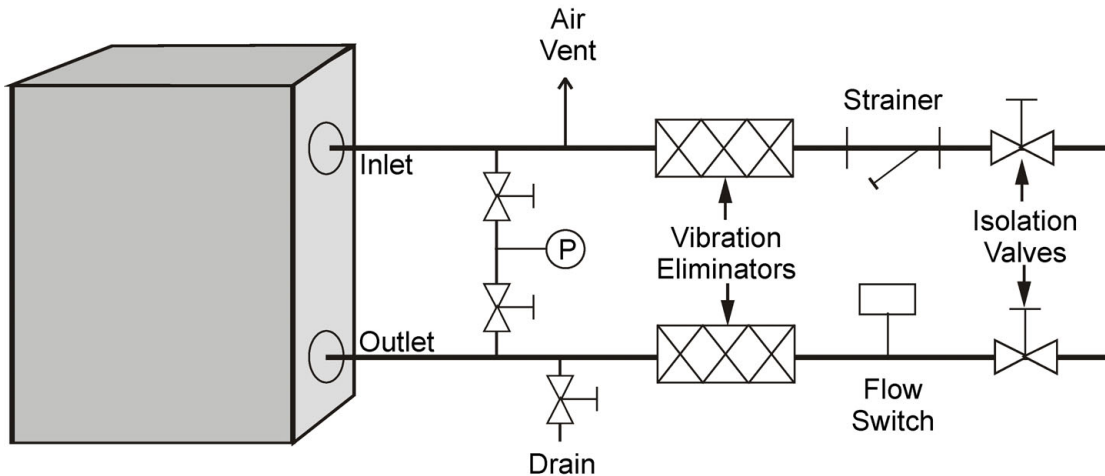 Air
Vent
Strainer
Inlet
Isolation
Valves
P
Vibration
Eliminators
Outlet
Flow
Switch
Drain